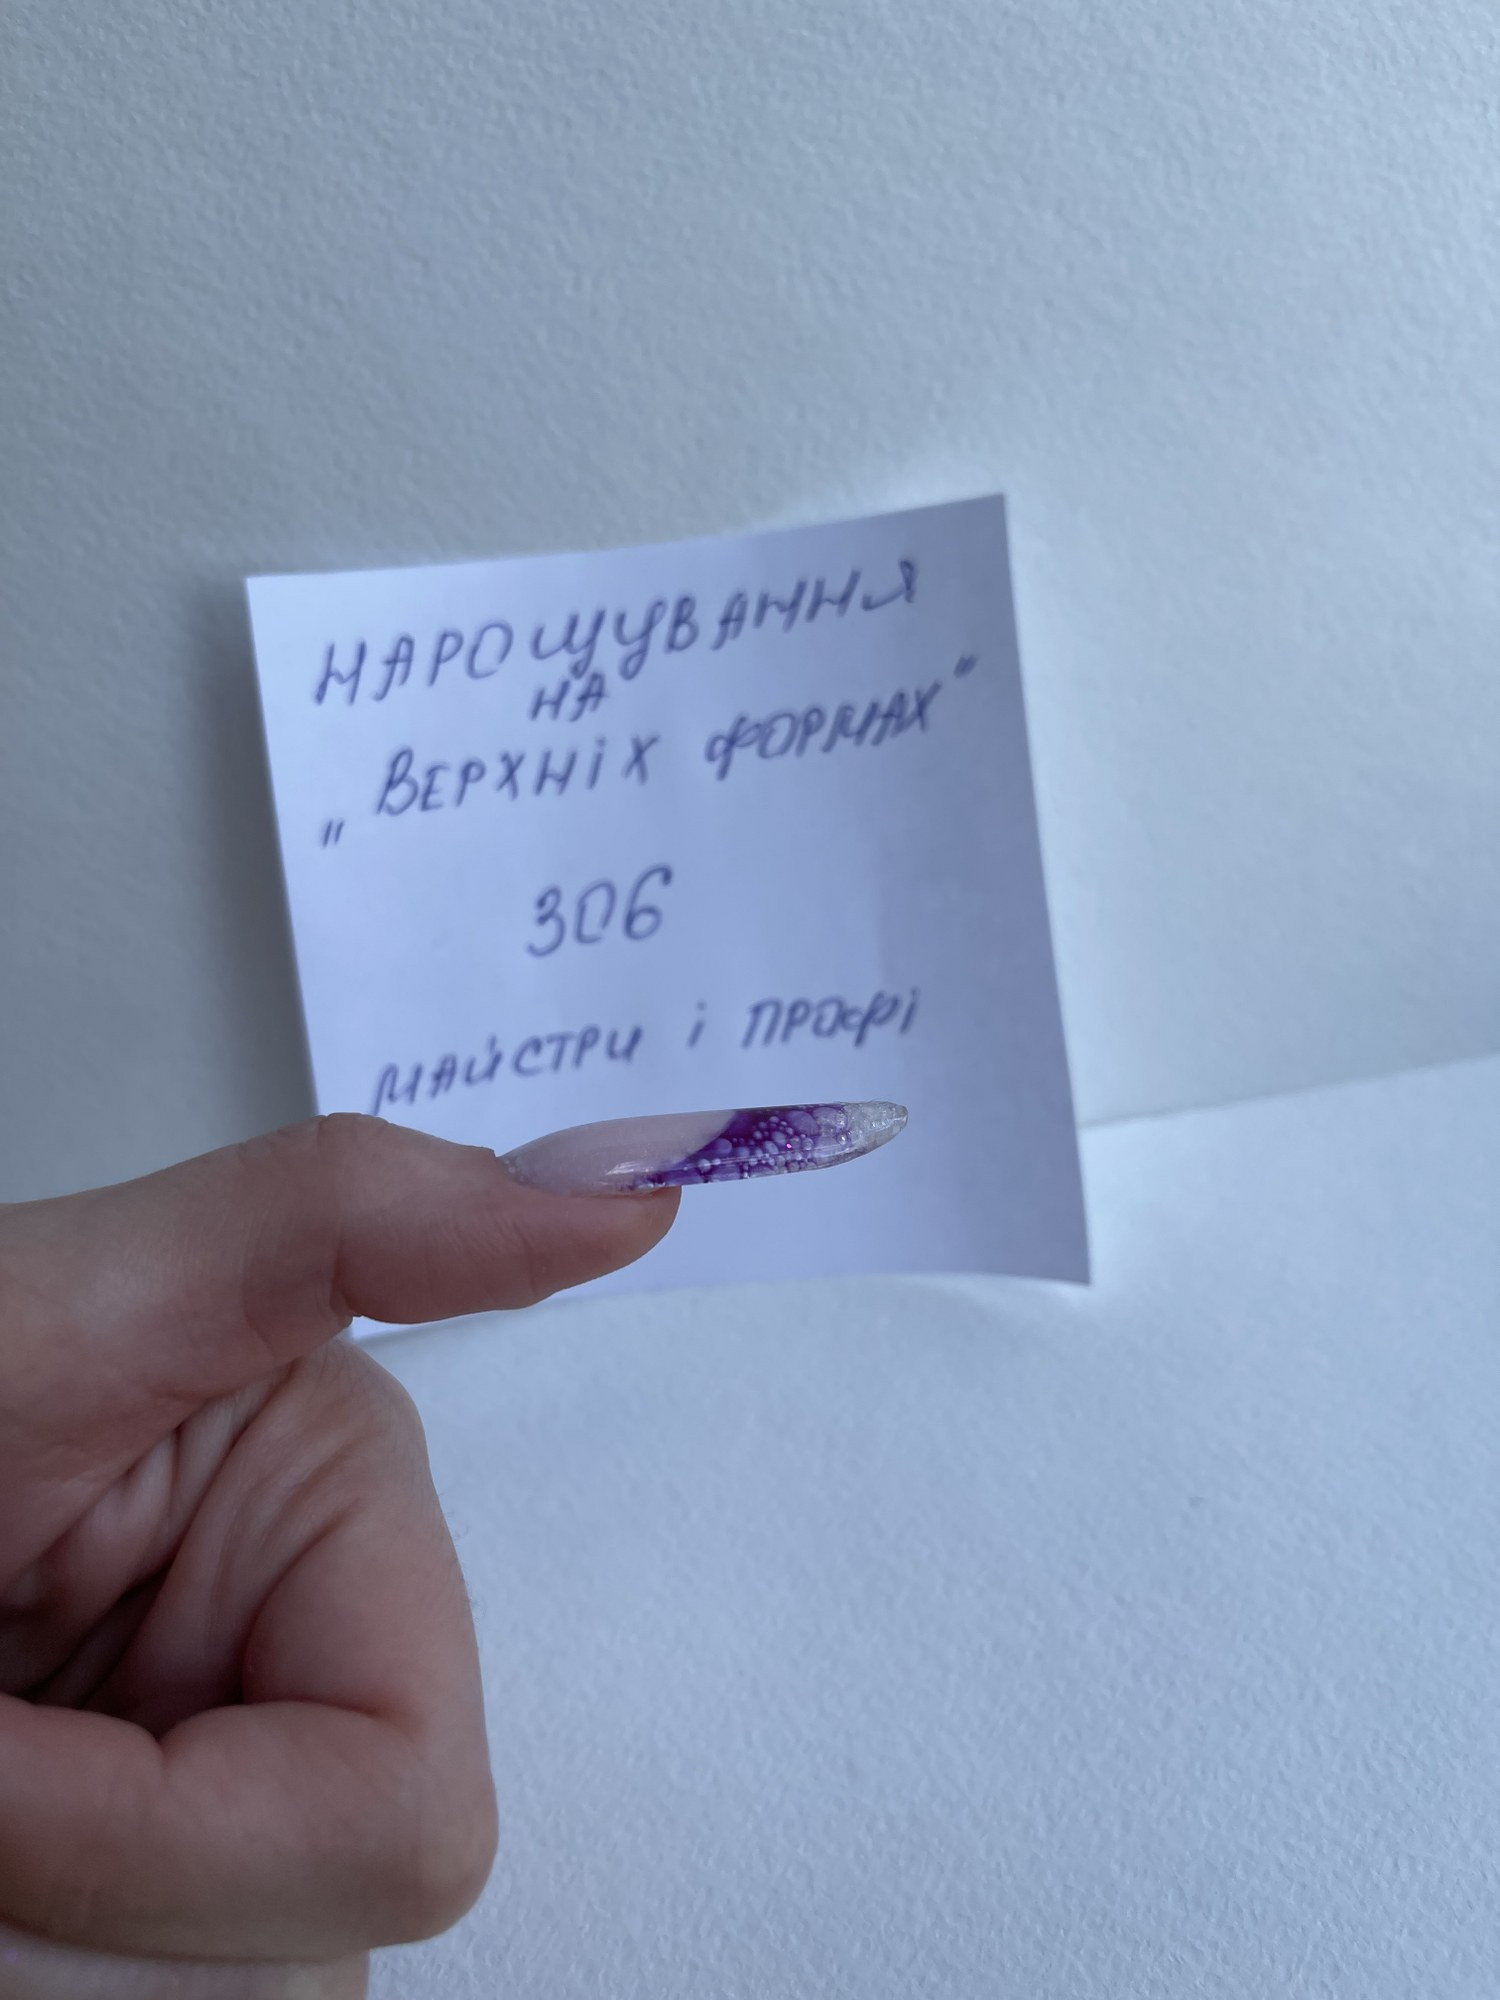 НАРОЩУВАННЯ
НА
„ВЕРХНІХ ФОРМАХ“
306
МАЙСТРИ І ПРОФІ